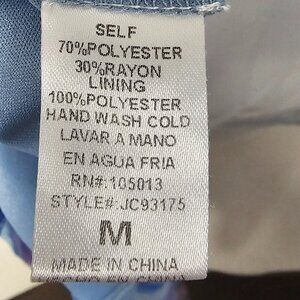 SELF
70%POLYESTER
30%RAYON
LINING
100%POLYESTER
HAND WASH COLD
LAVAR A MANO
EN AGUA FRIA
RN#:105013
STYLE#:JC93175
M
MADE IN CHINA